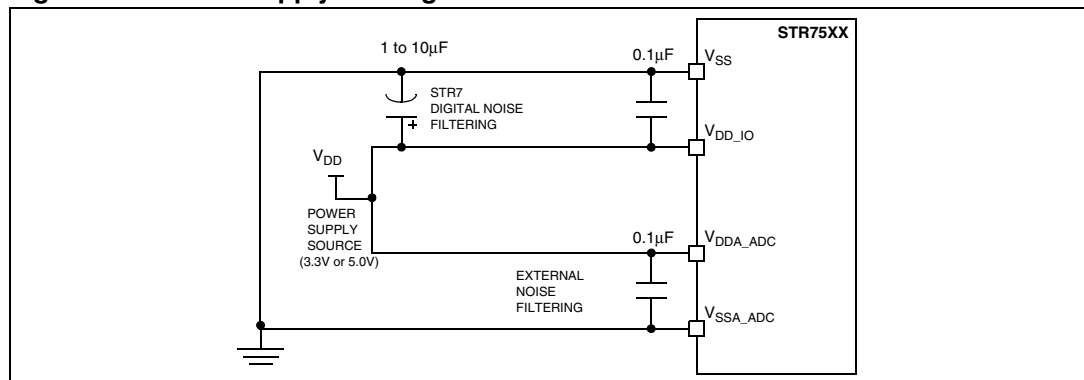 STR75XX
1 to 10µF
0.1µF
VSS
STR7
DIGITAL NOISE
FILTERING
+
VDD_IO
VDD
POWER
SUPPLY
SOURCE
(3.3V or 5.0V)
0.1µF
VDDA_ADC
EXTERNAL
NOISE
FILTERING
VSSA_ADC